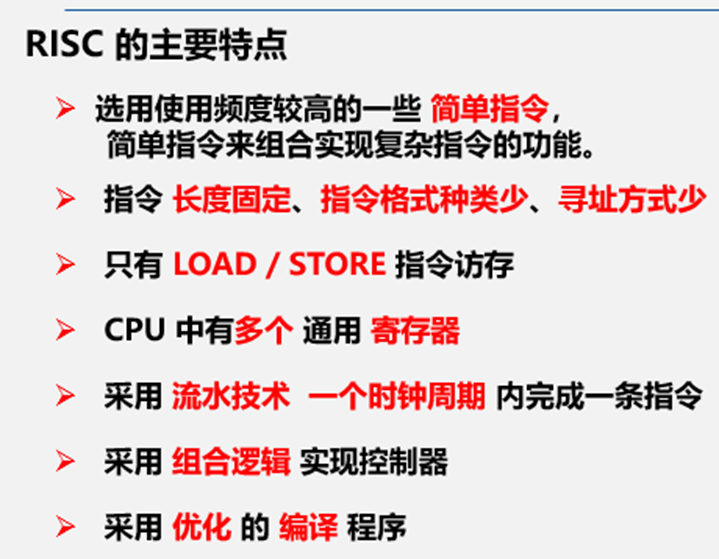 RISC 的主要特点
➢ 选用使用频度较高的一些 简单指令，
简单指令来组合实现复杂指令的功能。
➢ 指令 长度固定、指令格式种类少、寻址方式少
➢ 只有 LOAD / STORE 指令访存
➢ CPU 中有多个 通用 寄存器
➢ 采用 流水技术 一个时钟周期 内完成一条指令
➢ 采用 组合逻辑 实现控制器
➢ 采用 优化 的 编译 程序